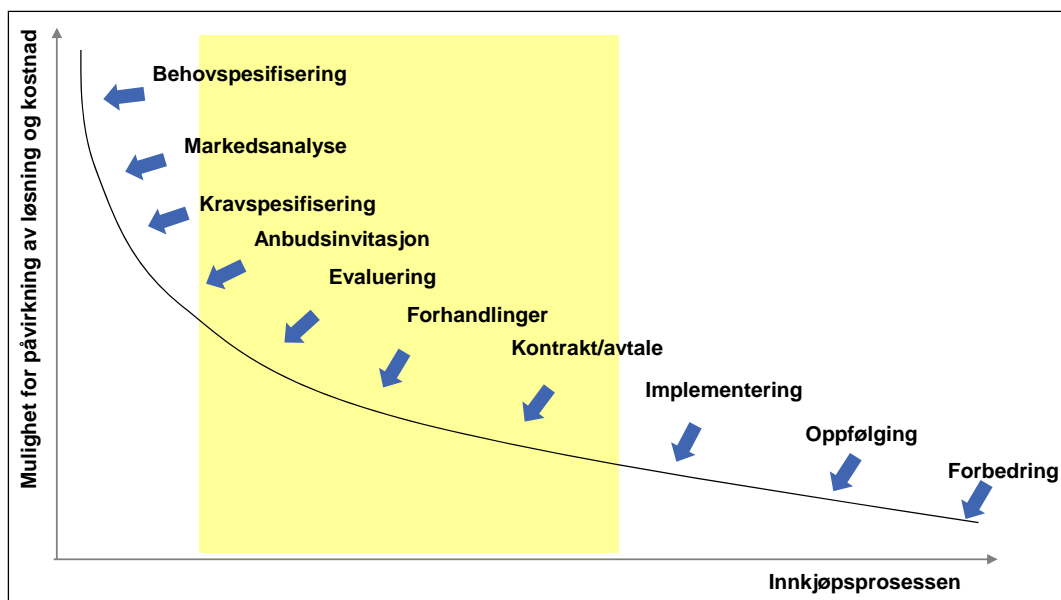 Mulighet for påvirkning av løsning og kostnad
Behovspesifisering
Markedsanalyse
Kravspesifisering
Anbudsinvitasjon
Evaluering
Forhandlinger
Kontrakt/avtale
Implementering
Oppfølging
Forbedring
Innkjøpsprosessen